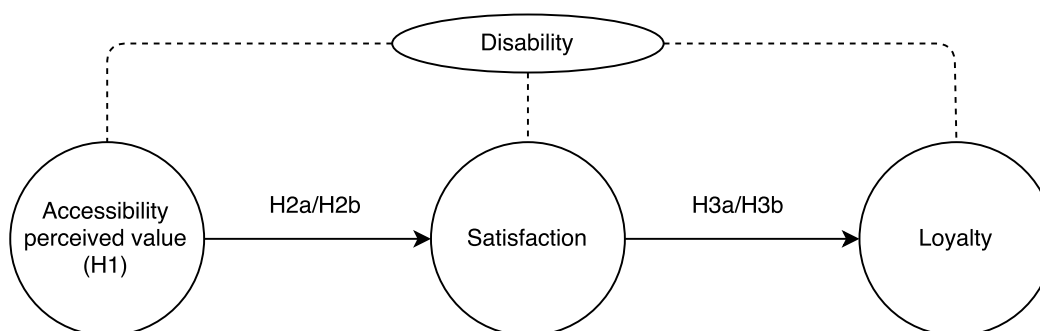 Disability
Accessibility
perceived value
(H1)
H2a/H2b
Satisfaction
H3a/H3b
Loyalty